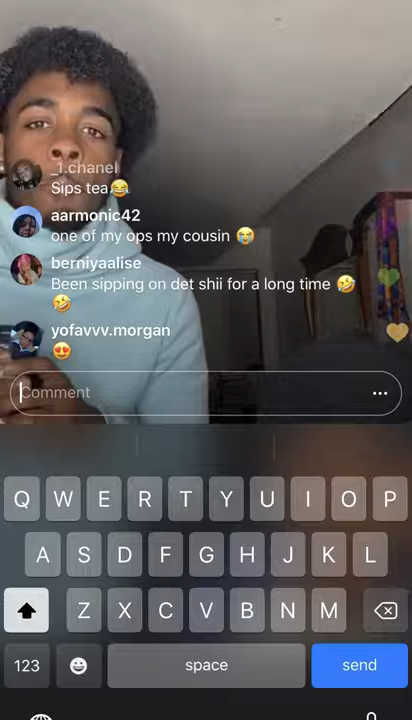 _1.chanel
Sips tea😂
aarmonic42
one of my ops my cousin 😭
berniyaalise
Been sipping on det shii for a long time 🤣
🤣
yofavvv.morgan
😍
Comment
Q W E R T Y U I O P
A S D F G H J K L
Z X C V B N M
123 space send